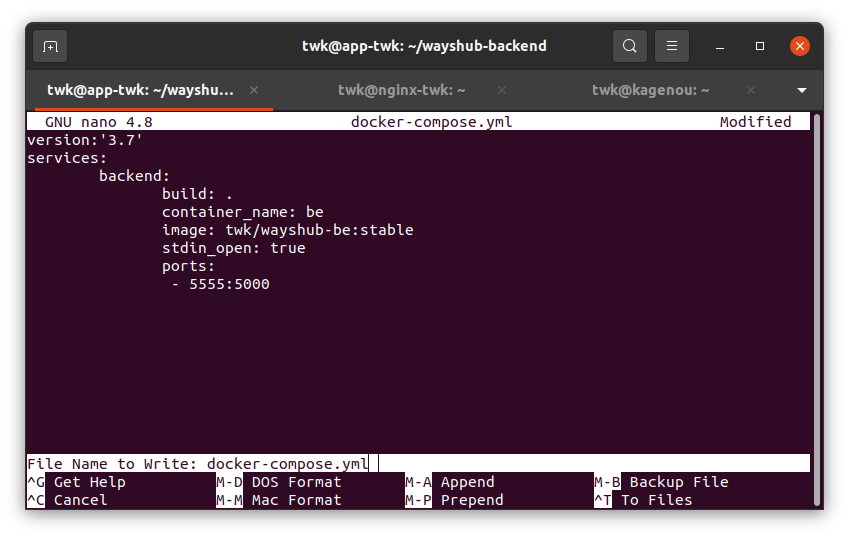 twk@app-twk: ~/wayshub-backend
twk@app-twk: ~/wayshu... twk@nginx-twk: ~ twk@kagenou: ~
GNU nano 4.8 docker-compose.yml Modified
version:'3.7'
services:
        backend:
               build: .
               container_name: be
               image: twk/wayshub-be:stable
               stdin_open: true
               ports:
                - 5555:5000
File Name to Write: docker-compose.yml
^G Get Help M-D DOS Format M-A Append M-B Backup File
^C Cancel M-M Mac Format M-P Prepend ^T To Files